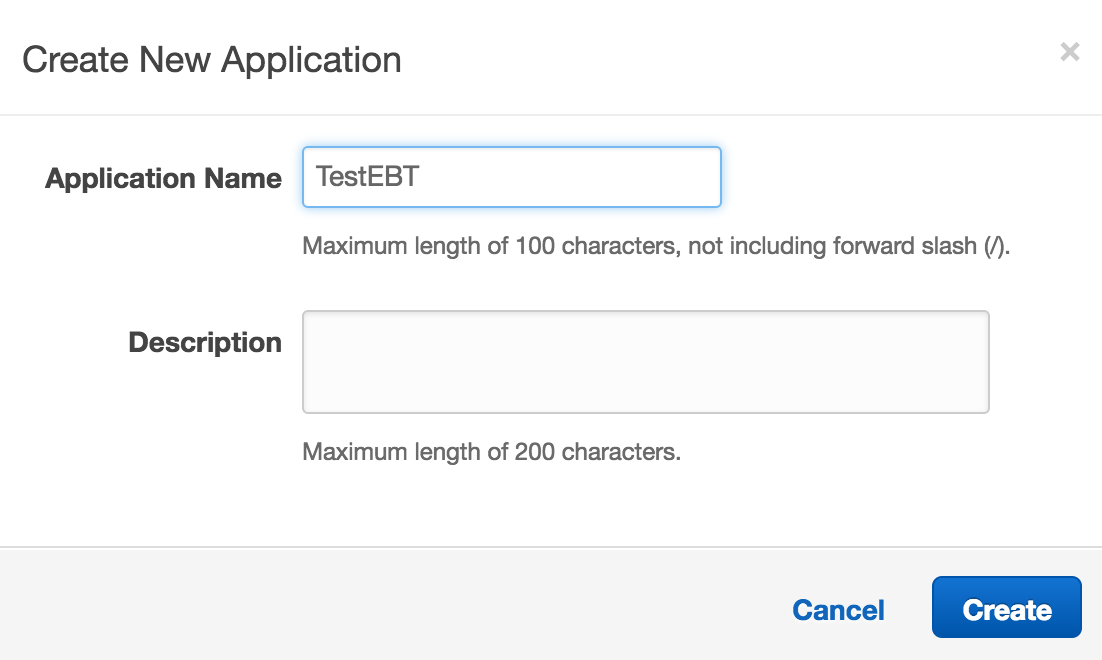 Create New Application
×
Application Name
TestEBT
Maximum length of 100 characters, not including forward slash (/).
Description
Maximum length of 200 characters.
Cancel
Create